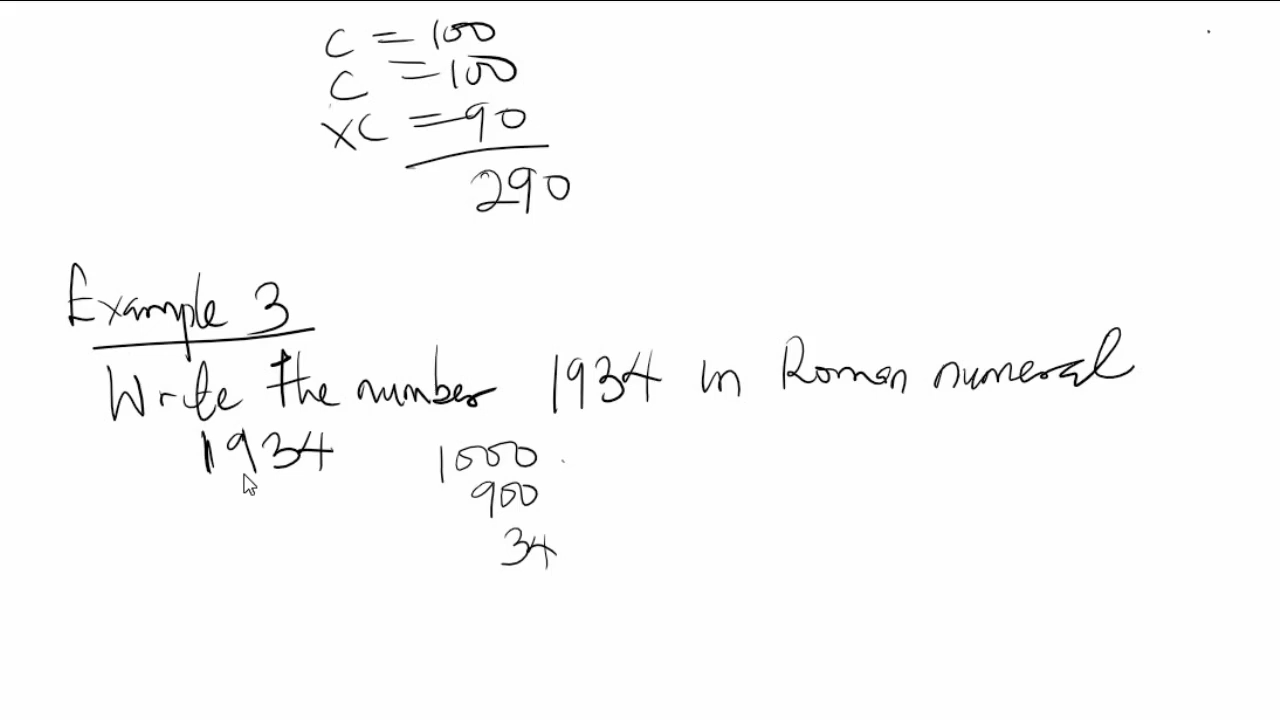 C = 100
C = 100
XC = 90
290
Example 3
Write the number 1934 in Roman numeral
1934 1000
900
34